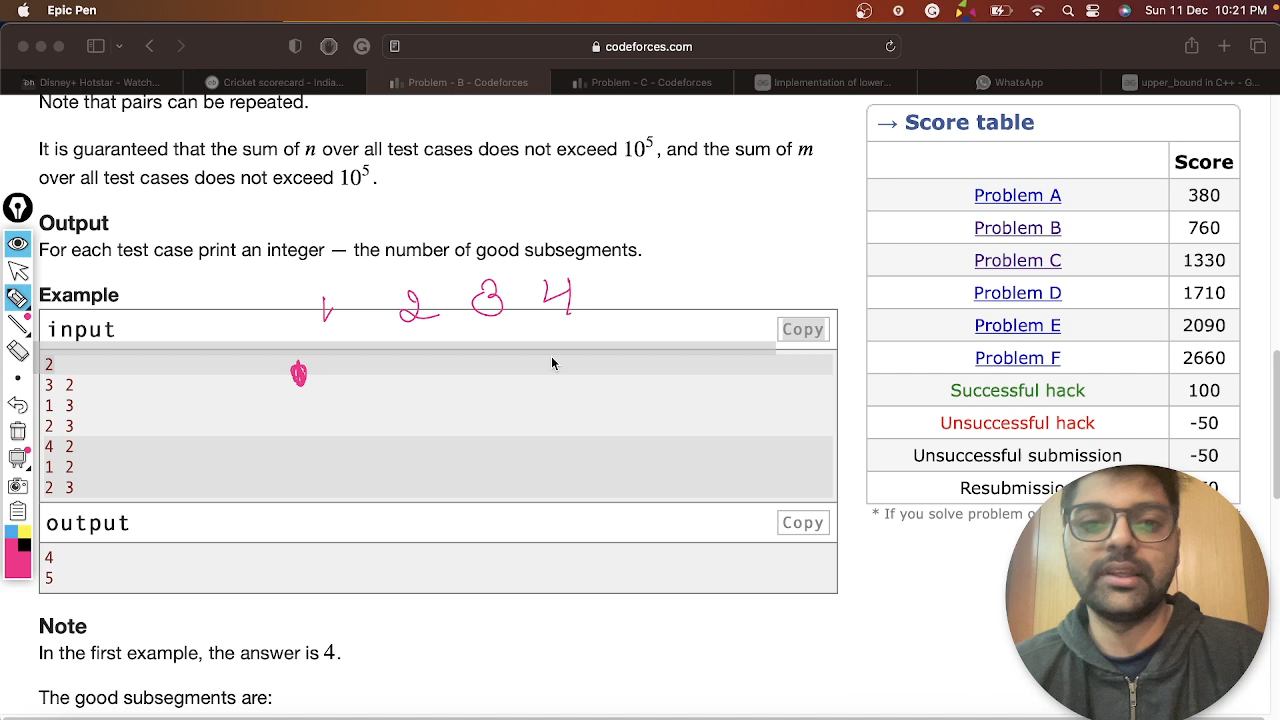 Epic Pen
Sun 11 Dec 10:21 PM
codeforces.com
Disney+ Hotstar - Watch...
Cricket scorecard - India...
Problem - B - Codeforces
Problem - C - Codeforces
Implementation of lower...
WhatsApp
upper_bound in C++ - G...
Note that pairs can be repeated.
It is guaranteed that the sum of n over all test cases does not exceed 10^5, and the sum of m
over all test cases does not exceed 10^5.
Output
For each test case print an integer — the number of good subsegments.
Example
1 2 3 4
input
Copy
2
3 2
1 3
2 3
4 2
1 2
2 3
output
Copy
4
5
Note
In the first example, the answer is 4.
The good subsegments are:
→ Score table
Score
Problem A 380
Problem B 760
Problem C 1330
Problem D 1710
Problem E 2090
Problem F 2660
Successful hack 100
Unsuccessful hack -50
Unsuccessful submission -50
* If you solve problem